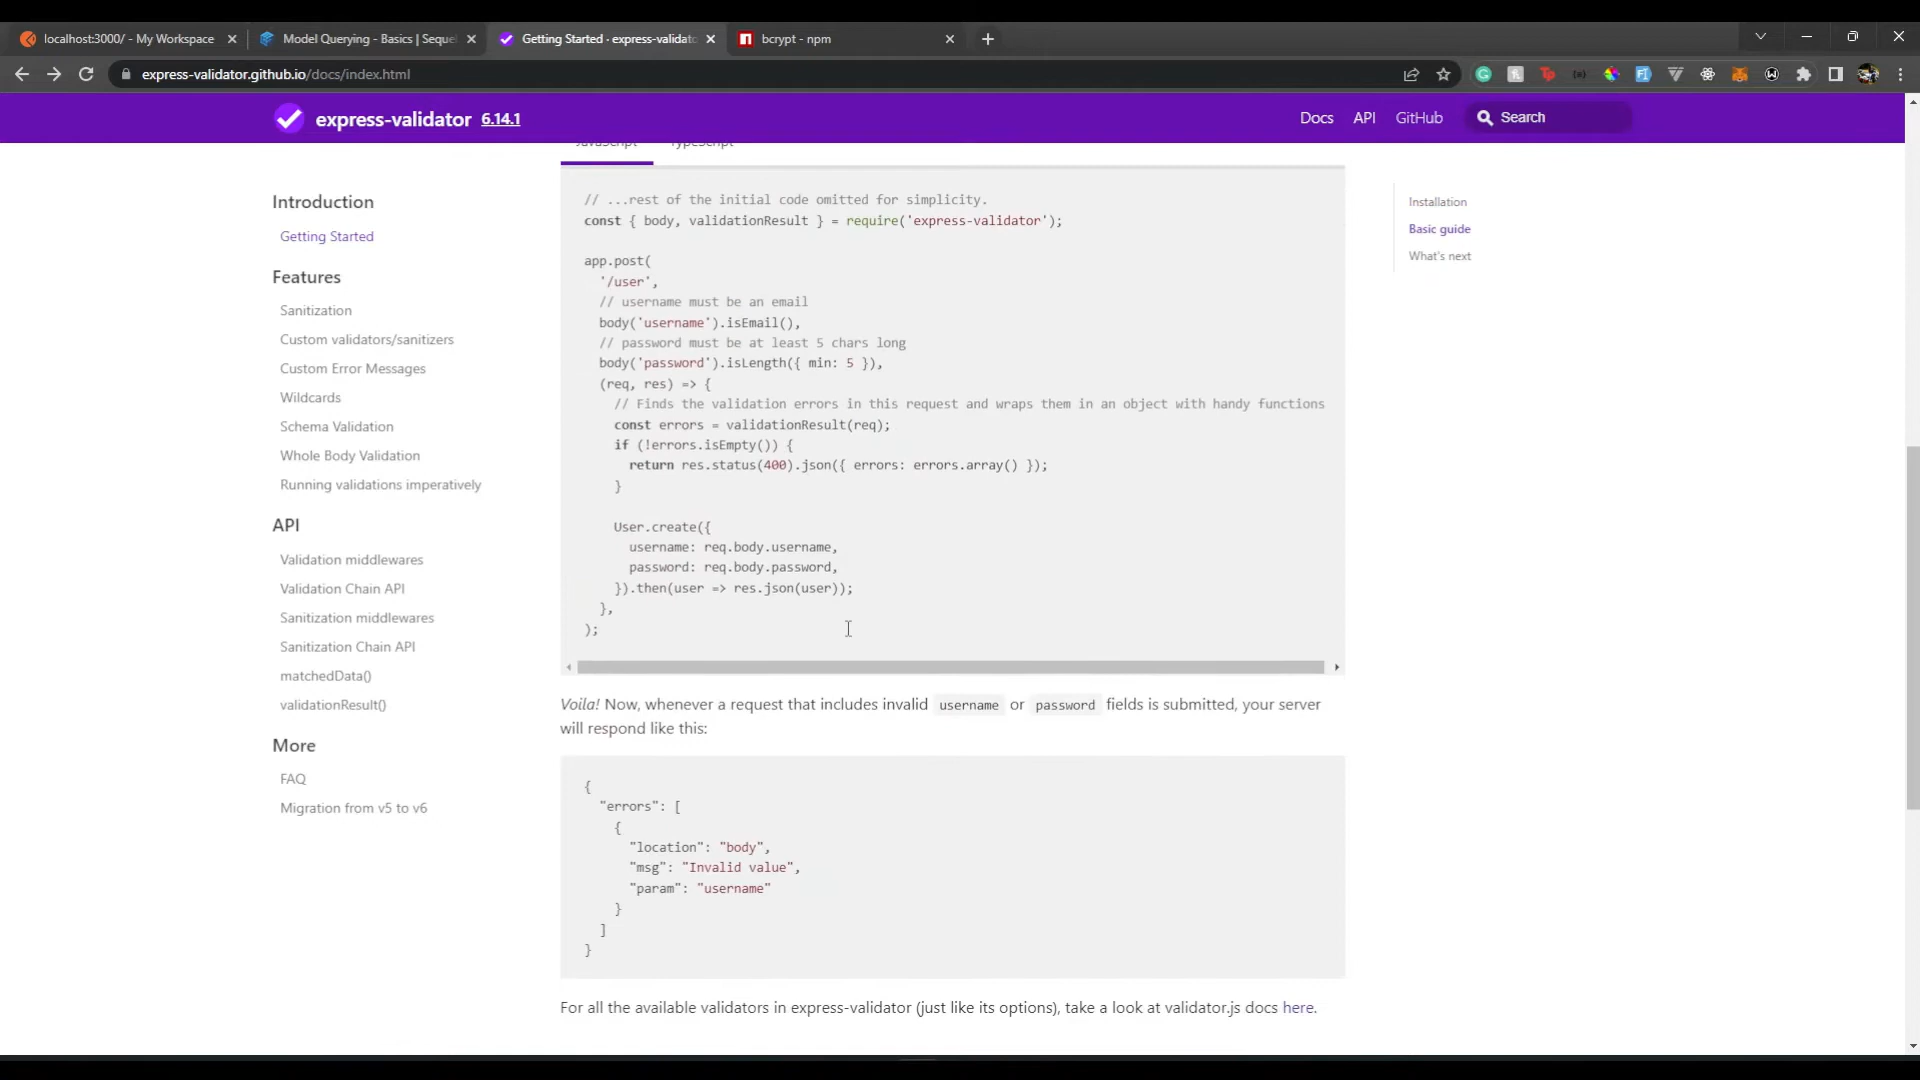 localhost:3000/ - My Workspace
Model Querying - Basics | Seque
Getting Started · express-validato
bcrypt - npm
express-validator.github.io/docs/index.html
express-validator 6.14.1
Docs API GitHub Search
JavaScript TypeScript
Introduction
Getting Started
Features
Sanitization
Custom validators/sanitizers
Custom Error Messages
Wildcards
Schema Validation
Whole Body Validation
Running validations imperatively
API
Validation middlewares
Validation Chain API
Sanitization middlewares
Sanitization Chain API
matchedData()
validationResult()
More
FAQ
Migration from v5 to v6
// ...rest of the initial code omitted for simplicity.
const { body, validationResult } = require('express-validator');
app.post(
'/user',
// username must be an email
body('username').isEmail(),
// password must be at least 5 chars long
body('password').isLength({ min: 5 }),
(req, res) => {
// Finds the validation errors in this request and wraps them in an object with handy functions
const errors = validationResult(req);
if (!errors.isEmpty()) {
return res.status(400).json({ errors: errors.array() });
}
User.create({
username: req.body.username,
password: req.body.password,
}).then(user => res.json(user));
},
);
Voila! Now, whenever a request that includes invalid username or password fields is submitted, your server
will respond like this:
{
"errors": [
{
"location": "body",
"msg": "Invalid value",
"param": "username"
}
]
}
For all the available validators in express-validator (just like its options), take a look at validator.js docs here.
Installation
Basic guide
What's next